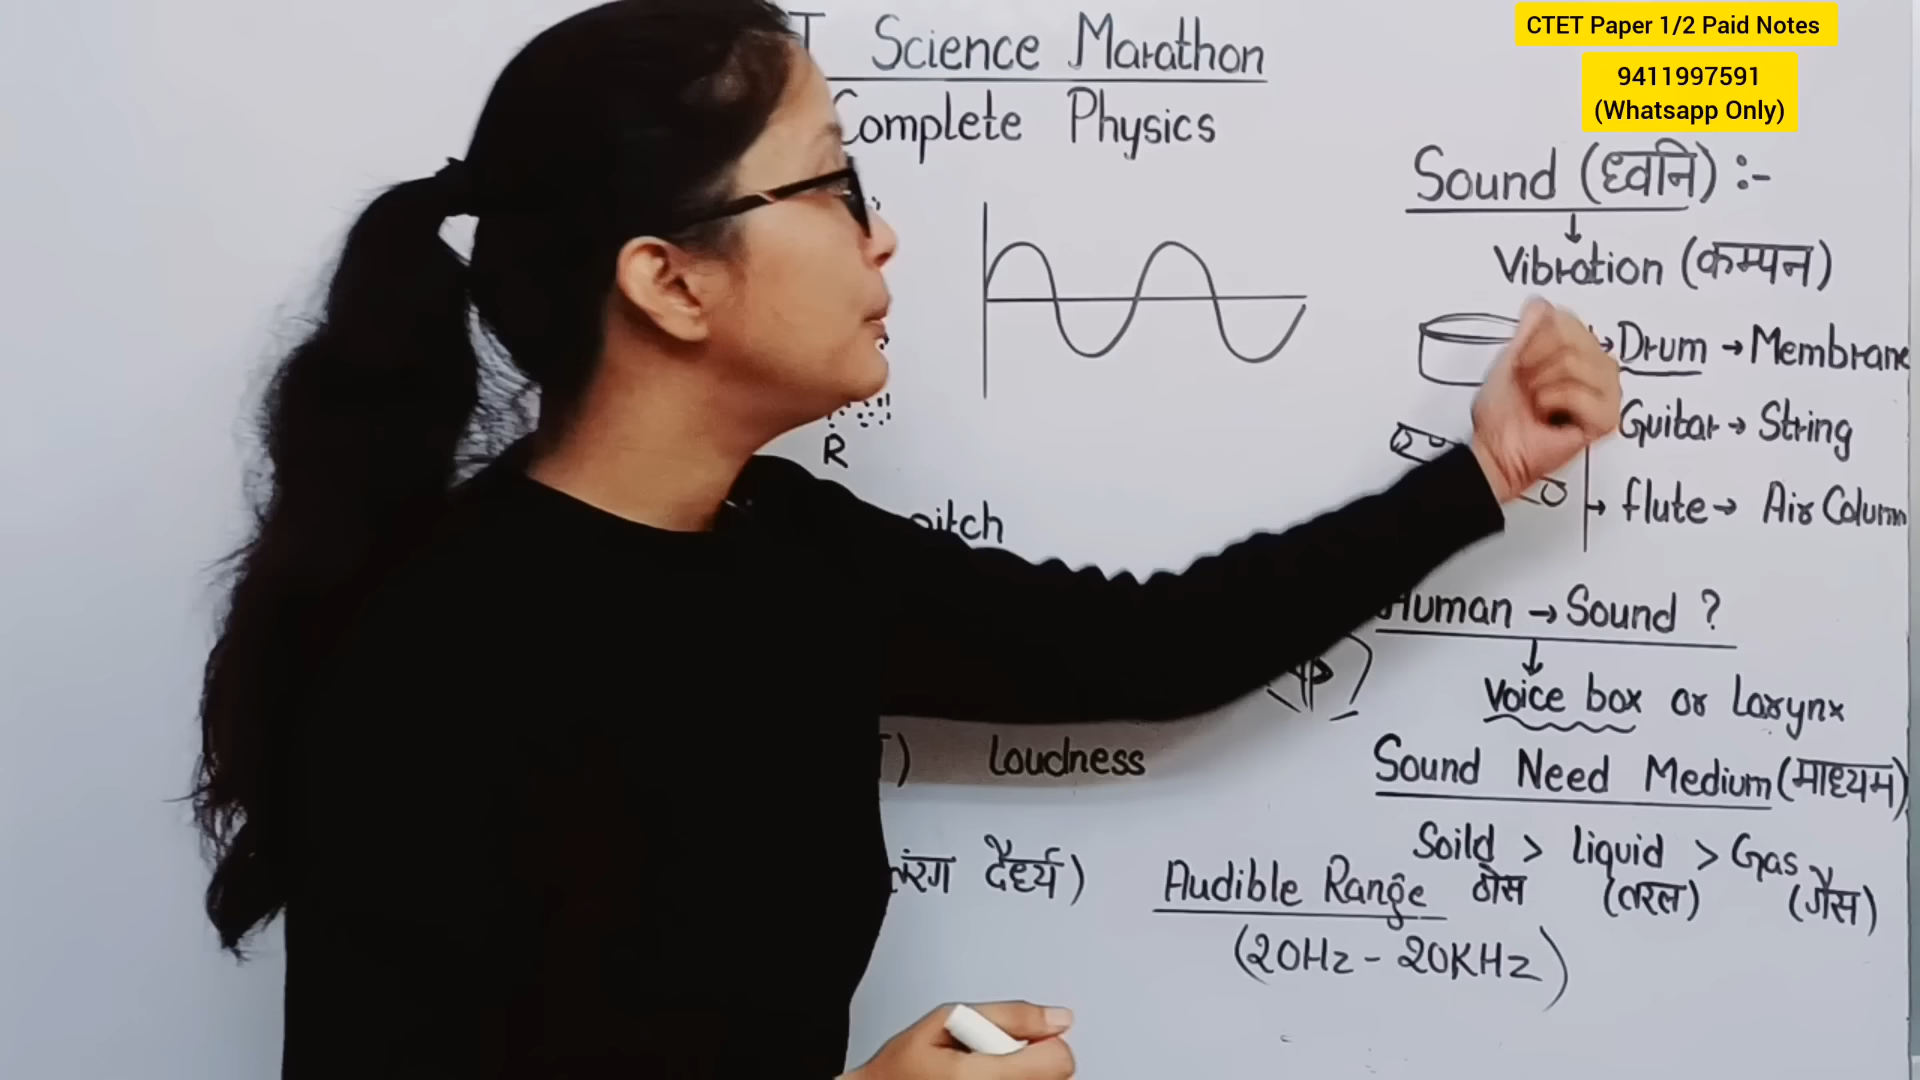 CTET Paper 1/2 Paid Notes
9411997591
(Whatsapp Only)
T Science Marathon
Complete Physics
Sound (ध्वनि) :-
↓
Vibration (कम्पन)
→ Drum → Membrane
Guitar → String
→ flute → Air Column
R
pitch
Human → Sound ?
↓
Voice box or Larynx
Loudness
Sound Need Medium (माध्यम)
Soild > liquid > Gas
ठोस (तरल) (गैस)
तंरग दैर्ध्य)
Audible Range
(20Hz - 20KHz)